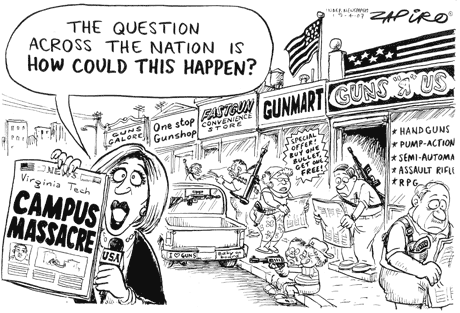 THE QUESTION
ACROSS THE NATION IS
HOW COULD THIS HAPPEN?
ZAPIRO
NEWS
Virginia Tech
CAMPUS
MASSACRE
USA
GUNS
GALORE
One stop
Gunshop
FASTGUN
CONVENIENCE
STORE
GUNMART
GUNS "Я" US
SPECIAL
OFFER!
BUY ONE
BULLET,
GET ONE
FREE!
* HANDGUNS
* PUMP-ACTION
* SEMI-AUTOMA
* ASSAULT RIFL
* RPG
I ♥ GUNS